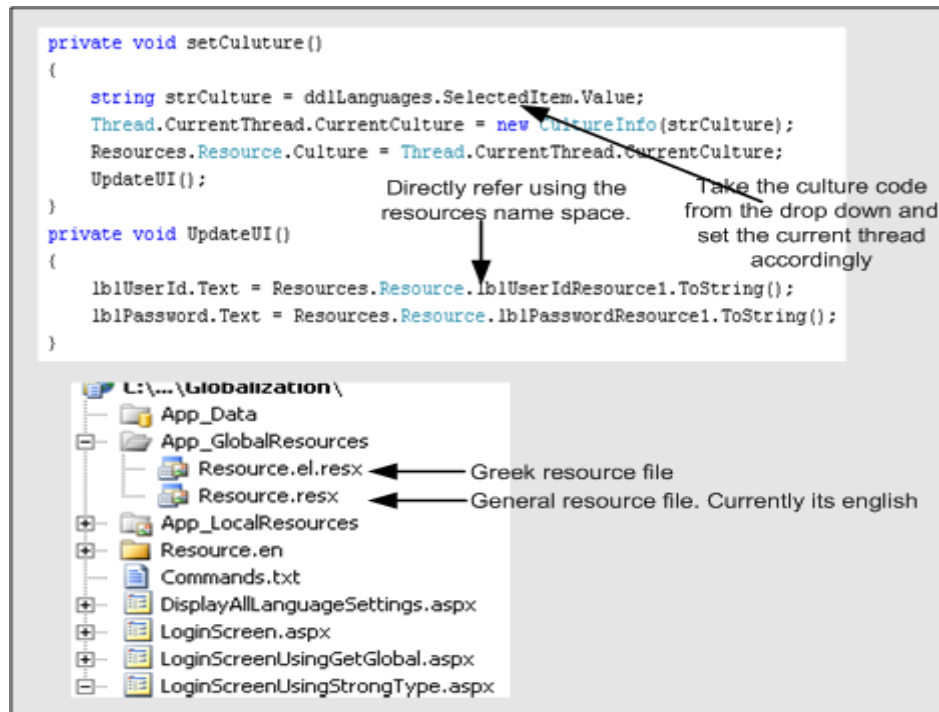 private void setCuluture()
{
string strCulture = ddlLanguages.SelectedItem.Value;
Thread.CurrentThread.CurrentCulture = new CultureInfo(strCulture);
Resources.Resource.Culture = Thread.CurrentThread.CurrentCulture;
UpdateUI();
}
Directly refer using the
resources name space.
Take the culture code
from the drop down and
set the current thread
accordingly
private void UpdateUI()
{
lblUserId.Text = Resources.Resource.lblUserIdResource1.ToString();
lblPassword.Text = Resources.Resource.lblPasswordResource1.ToString();
}
C:\...\Globalization\
App_Data
App_GlobalResources
Resource.el.resx
Greek resource file
Resource.resx
General resource file. Currently its english
App_LocalResources
Resource.en
Commands.txt
DisplayAllLanguageSettings.aspx
LoginScreen.aspx
LoginScreenUsingGetGlobal.aspx
LoginScreenUsingStrongType.aspx